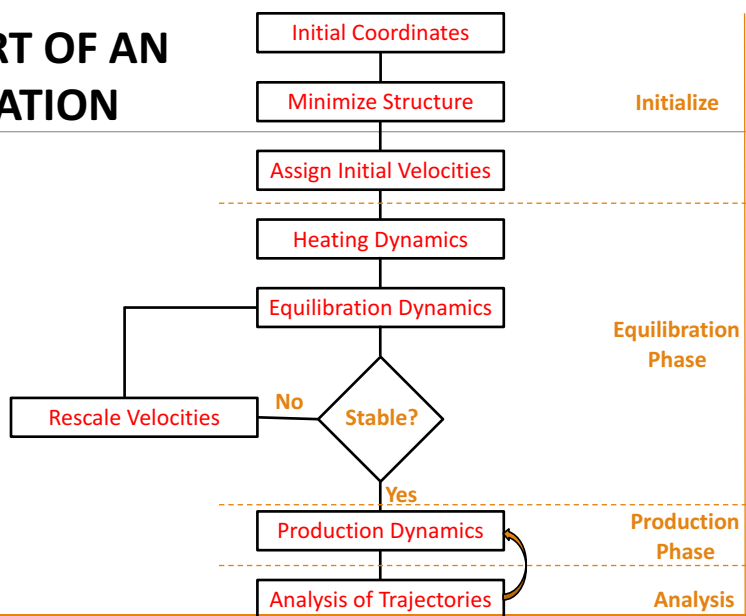 RT OF AN
ATION
Initial Coordinates
Minimize Structure
Initialize
Assign Initial Velocities
Heating Dynamics
Equilibration Dynamics
Equilibration
Phase
Rescale Velocities
No
Stable?
Yes
Production Dynamics
Production
Phase
Analysis of Trajectories
Analysis